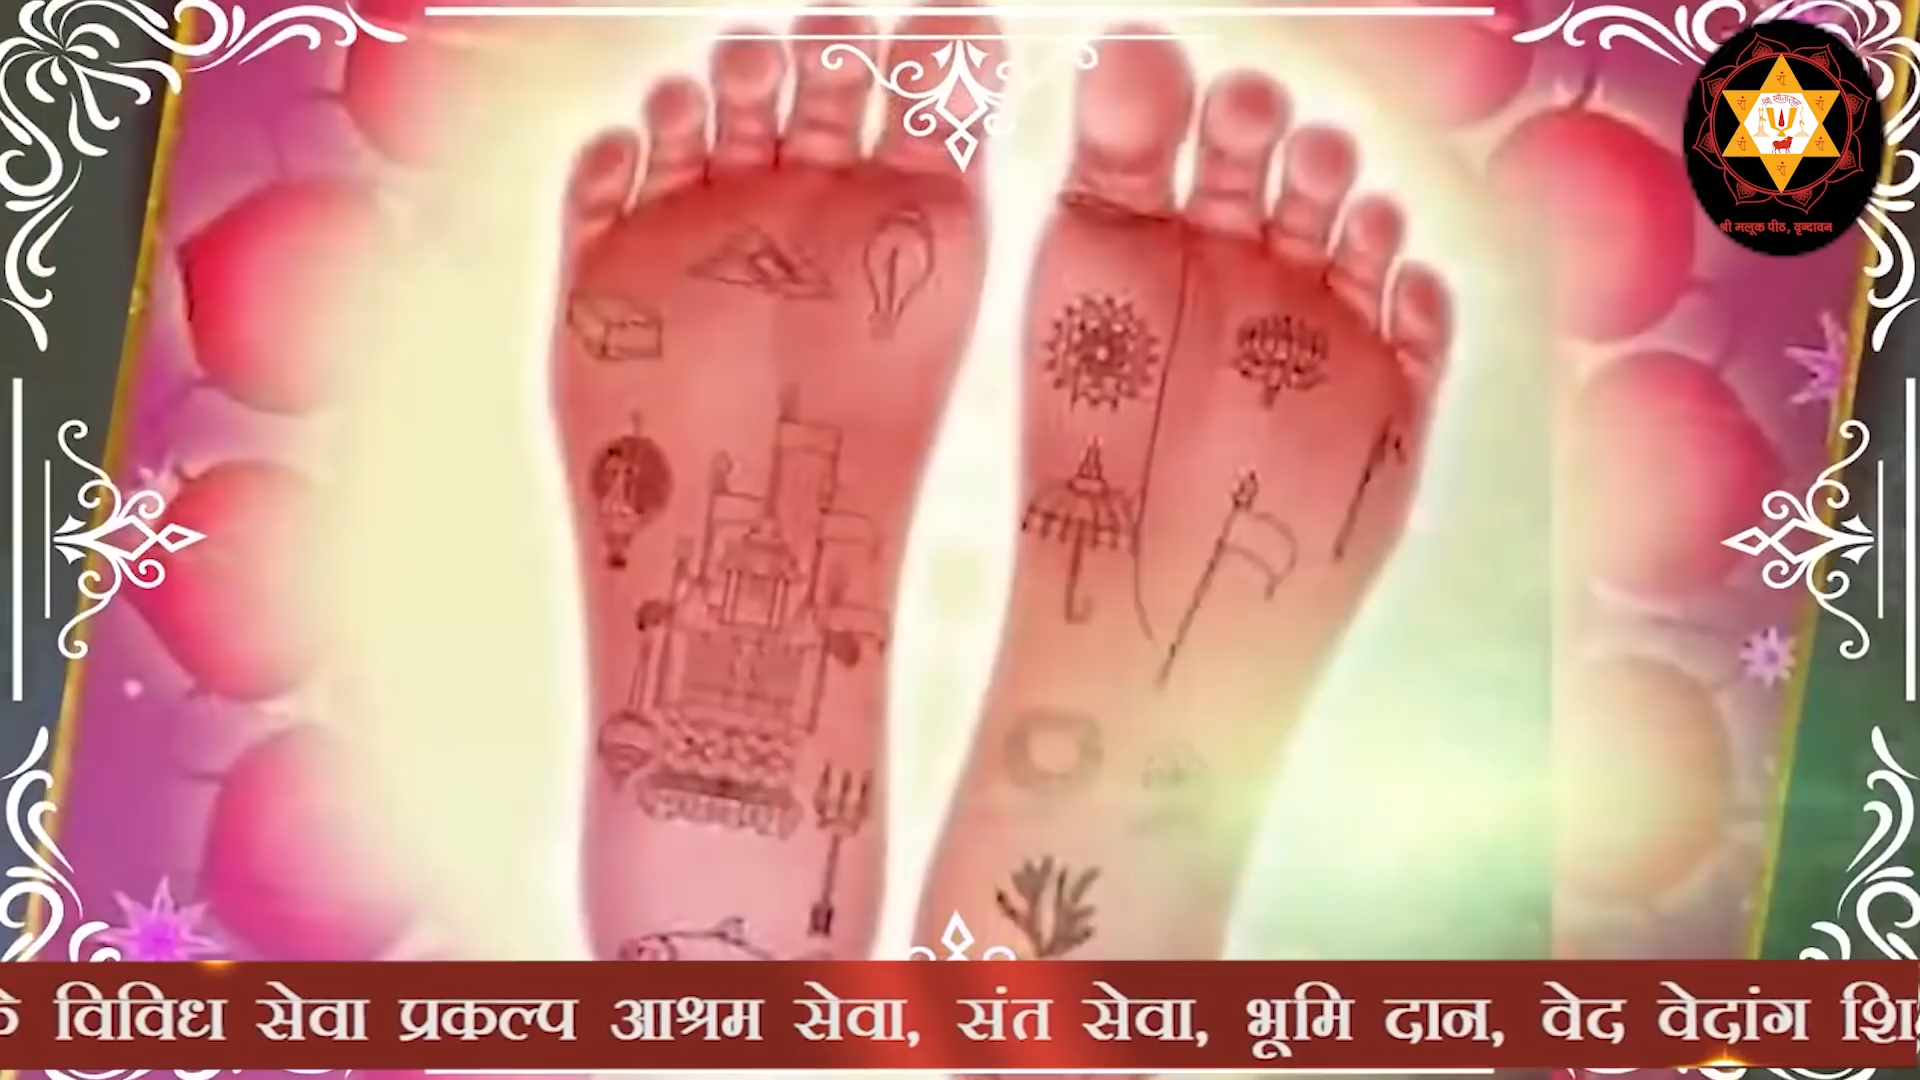 रां
श्री सीताराम
रां रां
रां रां
रां
श्री मलूक पीठ, वृन्दावन
के विविध सेवा प्रकल्प आश्रम सेवा, संत सेवा, भूमि दान, वेद वेदांग शि